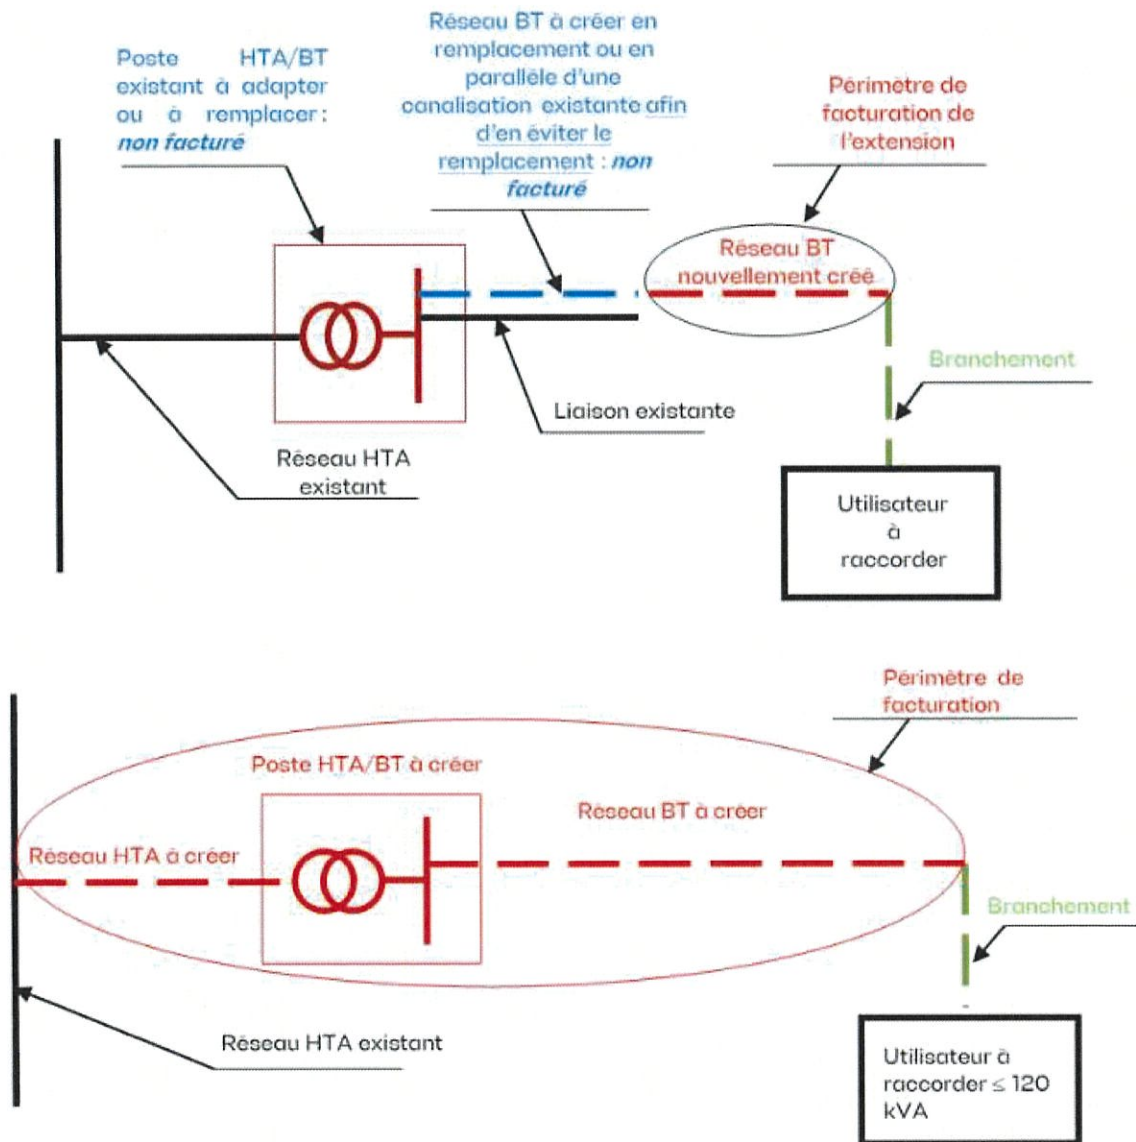 Poste HTA/BT
existant à adapter
ou à remplacer :
non facturé
Réseau BT à créer en
remplacement ou en
parallèle d'une
canalisation existante afin
d'en éviter le
remplacement : non
facturé
Périmètre de
facturation de
l'extension
Réseau BT
nouvellement créé
Branchement
Liaison existante
Réseau HTA
existant
Utilisateur
à
raccorder
Périmètre de
facturation
Poste HTA/BT à créer
Réseau BT à créer
Réseau HTA à créer
Branchement
Réseau HTA existant
Utilisateur à
raccorder ≤ 120
kVA